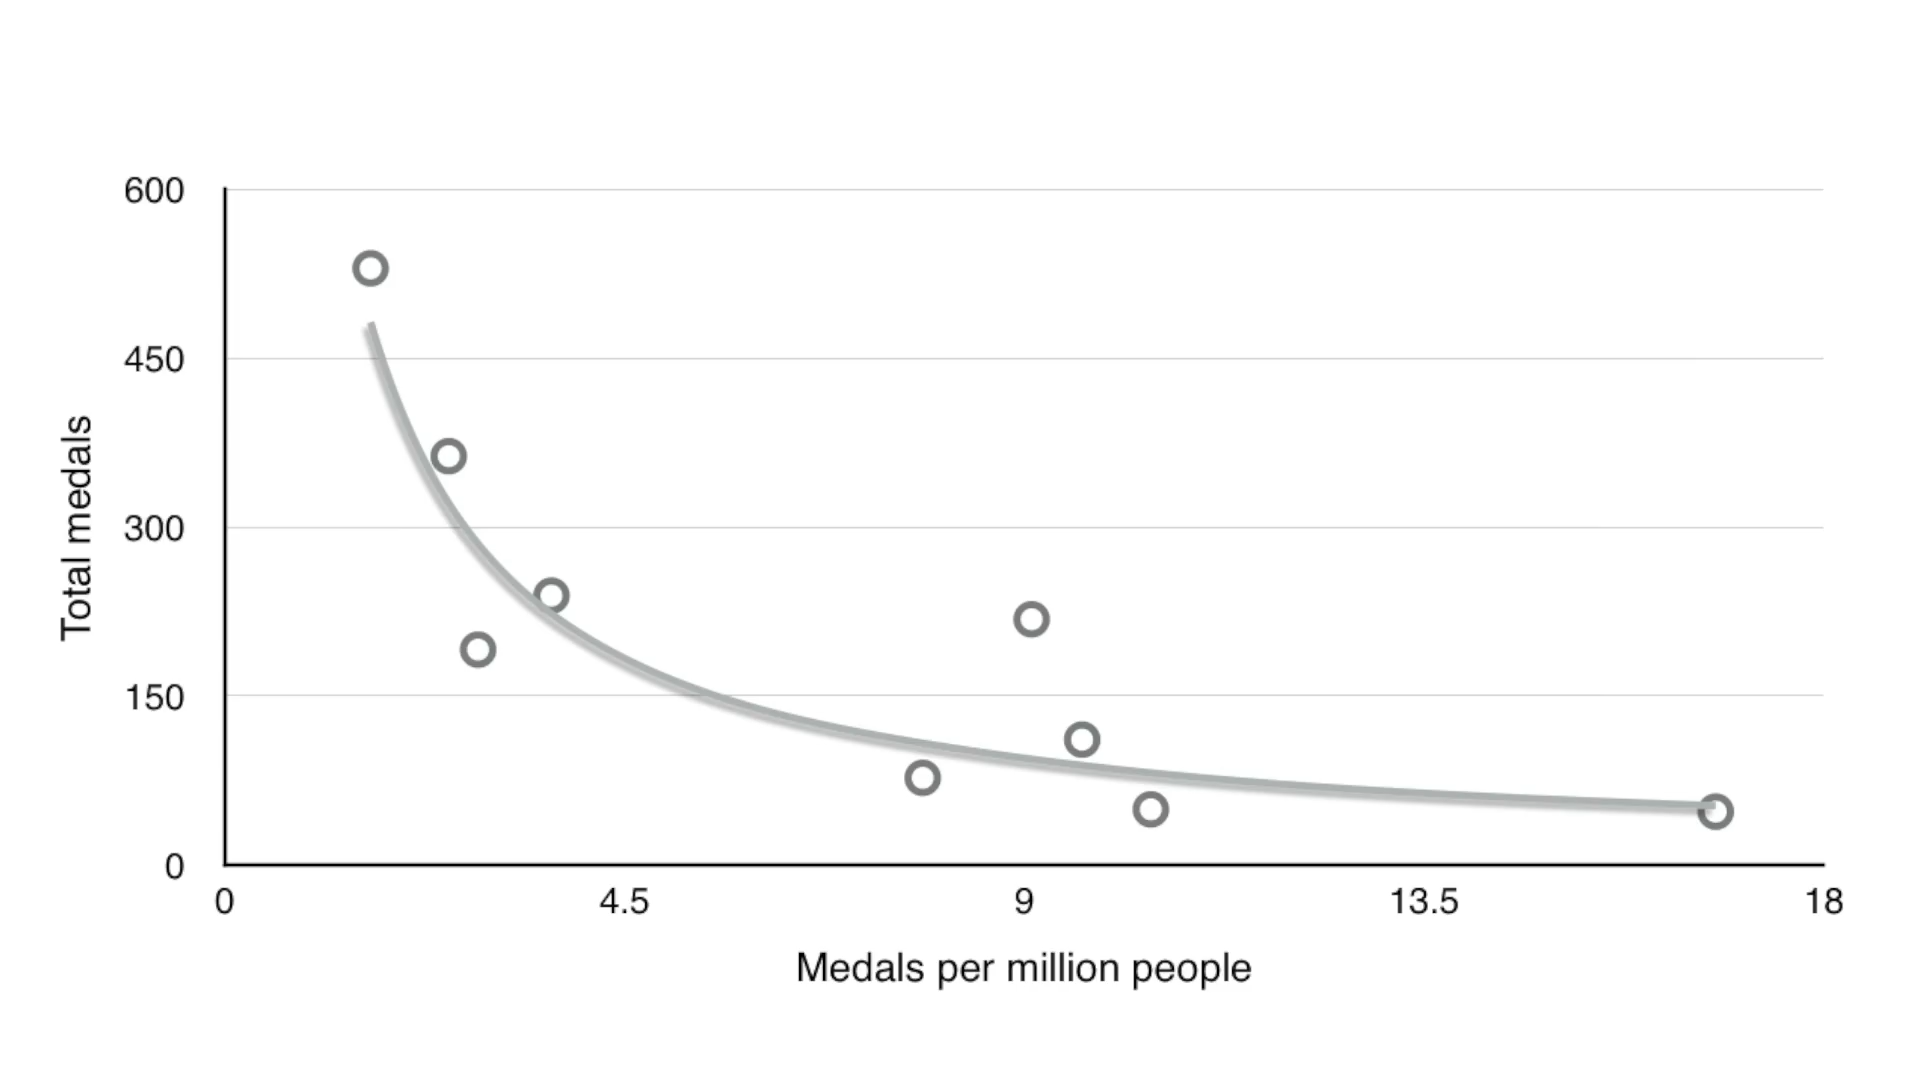 600
450
300
150
0
Total medals
0 4.5 9 13.5 18
Medals per million people